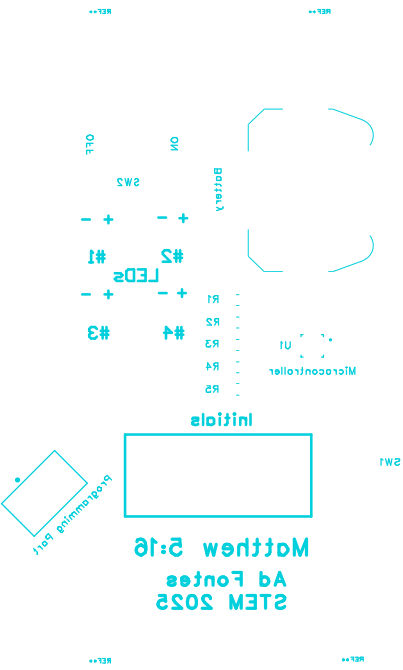 REF**
REF**
OFF
ON
Battery
SW2
+ -
+ -
#1
#2
LEDs
+ -
+ -
#3
#4
R1
R2
R3
R4
R5
U1
Microcontroller
Initials
SW1
Programming Port
Matthew 5:16
Ad Fontes
STEM 2025
REF**
REF**